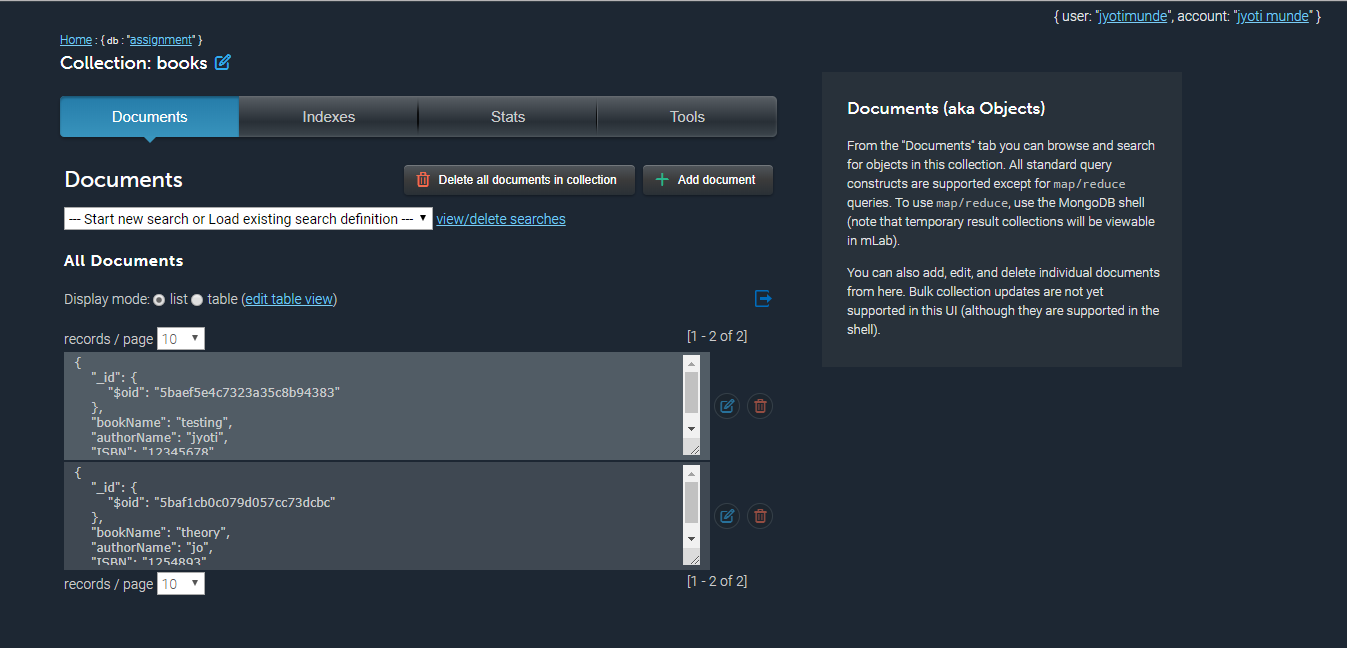 { user: "jyotimunde", account: "jyoti munde" }
Home : { db : "assignment" }
Collection: books
Documents
Indexes
Stats
Tools
Documents
Delete all documents in collection
Add document
--- Start new search or Load existing search definition ---
view/delete searches
All Documents
Display mode: list table (edit table view)
records / page 10
[1 - 2 of 2]
{
"_id": {
"$oid": "5baef5e4c7323a35c8b94383"
},
"bookName": "testing",
"authorName": "jyoti",
"ISBN": "12345678"
{
"_id": {
"$oid": "5baf1cb0c079d057cc73dcbc"
},
"bookName": "theory",
"authorName": "jo",
"ISBN": "1254893"
records / page 10
[1 - 2 of 2]
Documents (aka Objects)
From the "Documents" tab you can browse and search
for objects in this collection. All standard query
constructs are supported except for map/reduce
queries. To use map/reduce, use the MongoDB shell
(note that temporary result collections will be viewable
in mLab).
You can also add, edit, and delete individual documents
from here. Bulk collection updates are not yet
supported in this UI (although they are supported in the
shell).